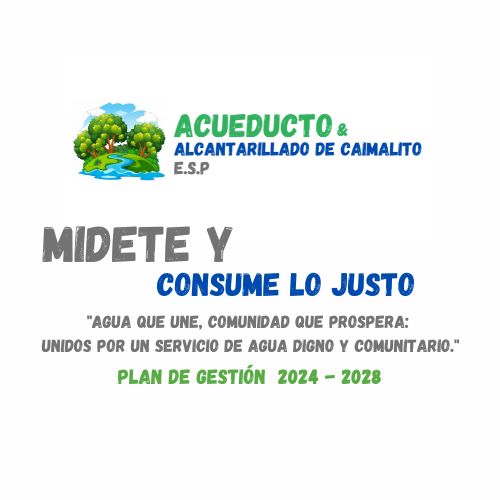 ACUEDUCTO &
ALCANTARILLADO DE CAIMALITO
E.S.P
MIDETE Y
CONSUME LO JUSTO
"AGUA QUE UNE, COMUNIDAD QUE PROSPERA:
UNIDOS POR UN SERVICIO DE AGUA DIGNO Y COMUNITARIO."
PLAN DE GESTIÓN 2024 - 2028